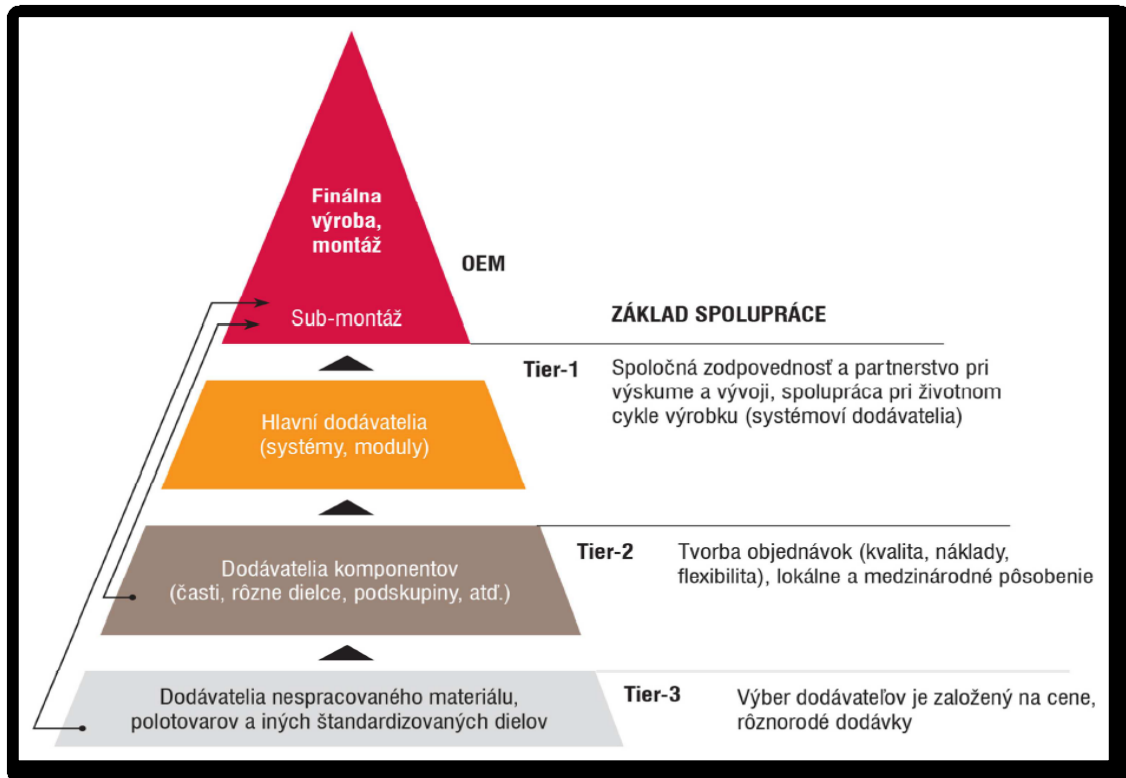 Finálna
výroba,
montáž
OEM
Sub-montáž
ZÁKLAD SPOLUPRÁCE
Tier-1
Spoločná zodpovednosť a partnerstvo pri
výskume a vývoji, spolupráca pri životnom
cykle výrobku (systémoví dodávatelia)
Hlavní dodávatelia
(systémy, moduly)
Tier-2
Tvorba objednávok (kvalita, náklady,
flexibilita), lokálne a medzinárodné pôsobenie
Dodávatelia komponentov
(časti, rôzne dielce, podskupiny, atď.)
Tier-3
Výber dodávateľov je založený na cene,
rôznorodé dodávky
Dodávatelia nespracovaného materiálu,
polotovarov a iných štandardizovaných dielov